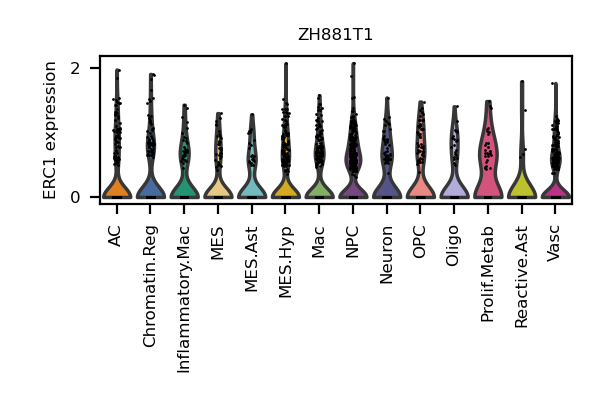 ZH881T1
ERC1 expression
2
0
AC
Chromatin.Reg
Inflammatory.Mac
MES
MES.Ast
MES.Hyp
Mac
NPC
Neuron
OPC
Oligo
Prolif.Metab
Reactive.Ast
Vasc